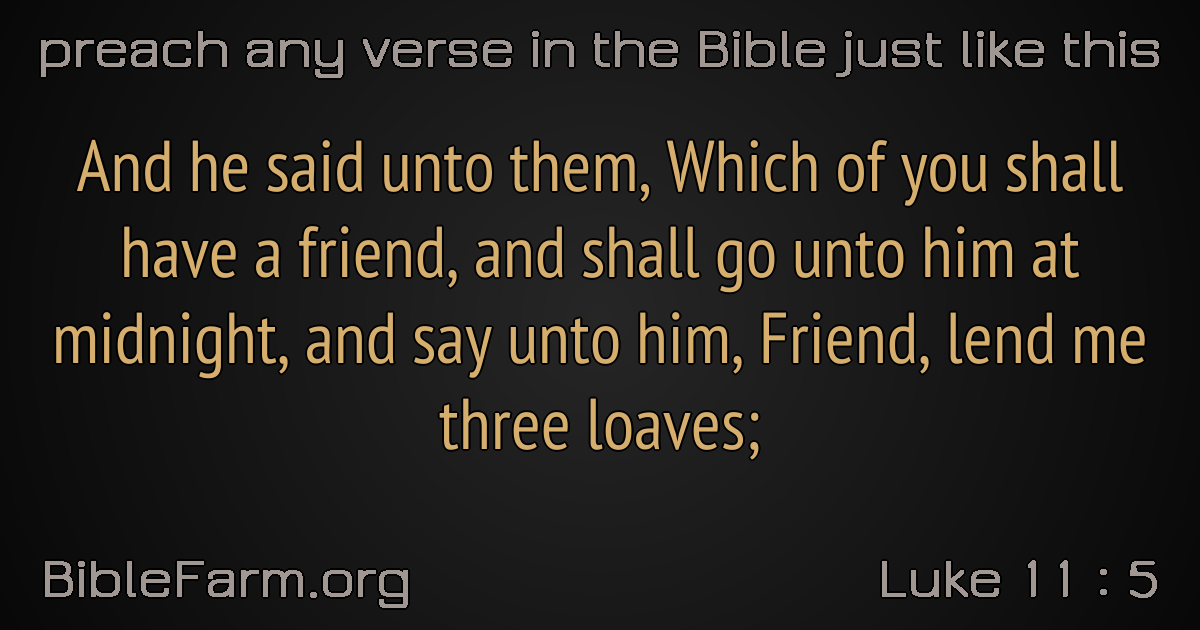 preach any verse in the Bible just like this
And he said unto them, Which of you shall
have a friend, and shall go unto him at
midnight, and say unto him, Friend, lend me
three loaves;
BibleFarm.org
Luke 11 : 5